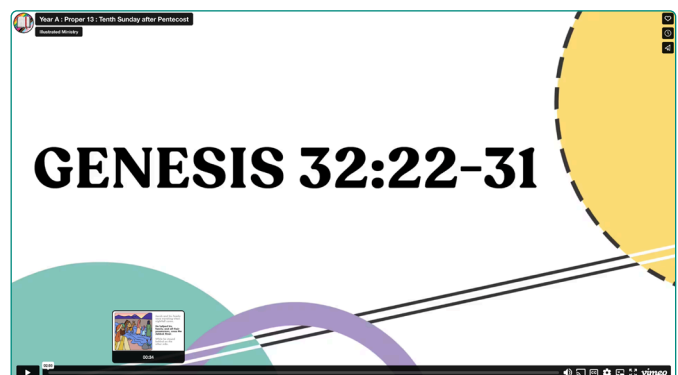 Year A : Proper 13 : Tenth Sunday after Pentecost
Illustrated Ministry
GENESIS 32:22-31
00:24
00:00
vimeo